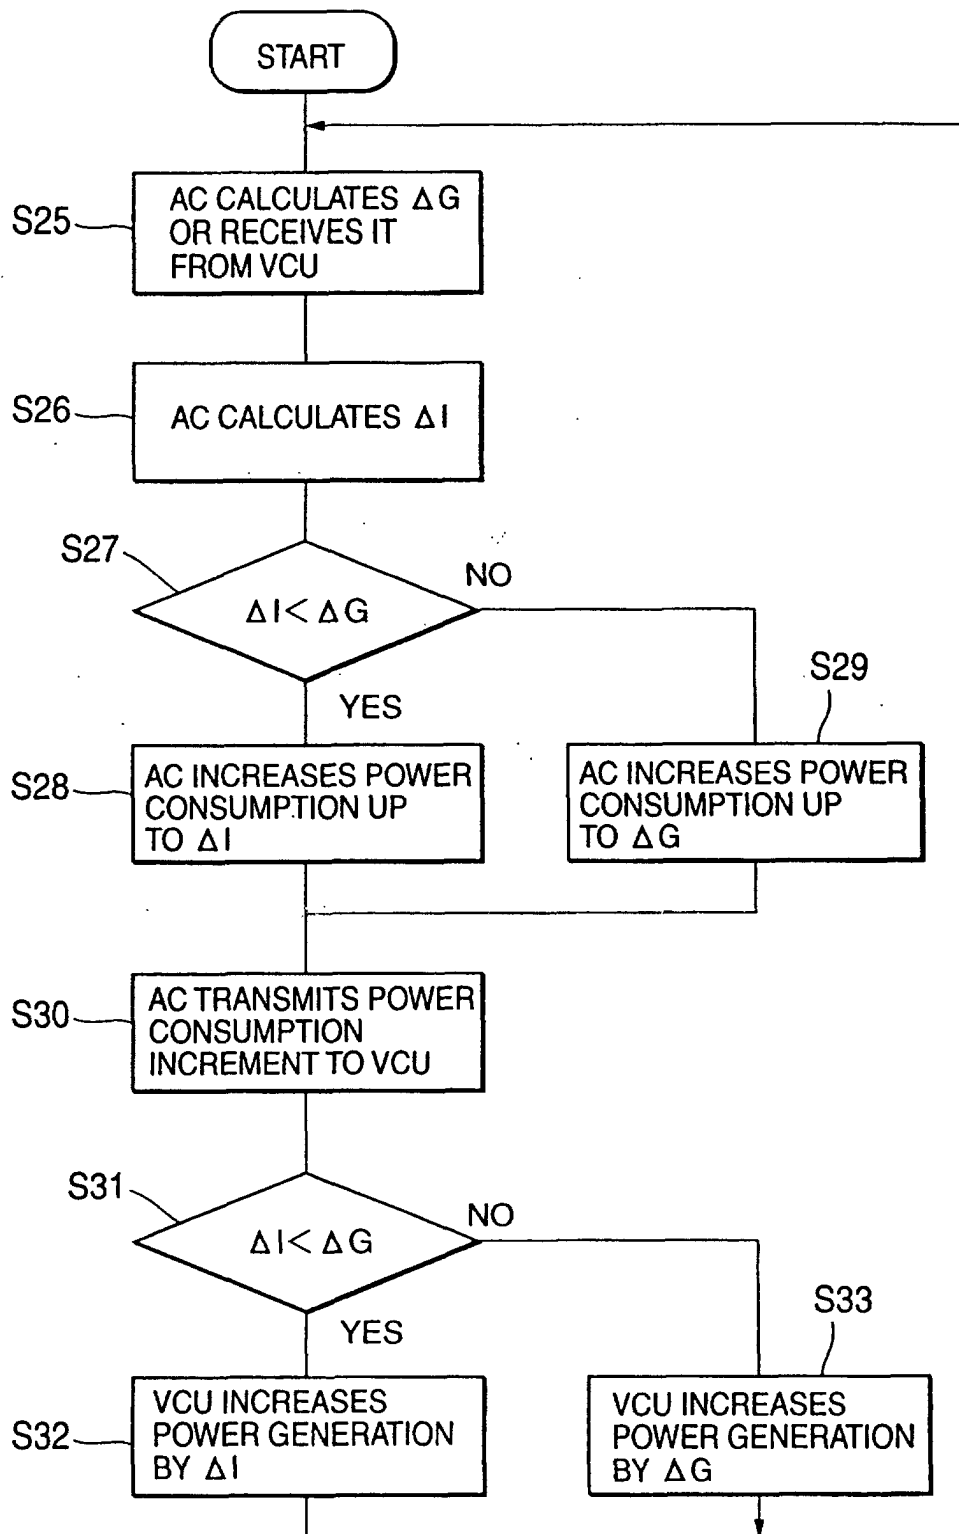 START
S25
AC CALCULATES ΔG
OR RECEIVES IT
FROM VCU
S26
AC CALCULATES ΔI
S27
ΔI < ΔG
NO
YES
S28
AC INCREASES POWER
CONSUMPTION UP
TO ΔI
S29
AC INCREASES POWER
CONSUMPTION UP
TO ΔG
S30
AC TRANSMITS POWER
CONSUMPTION
INCREMENT TO VCU
S31
ΔI < ΔG
NO
YES
S32
VCU INCREASES
POWER GENERATION
BY ΔI
S33
VCU INCREASES
POWER GENERATION
BY ΔG